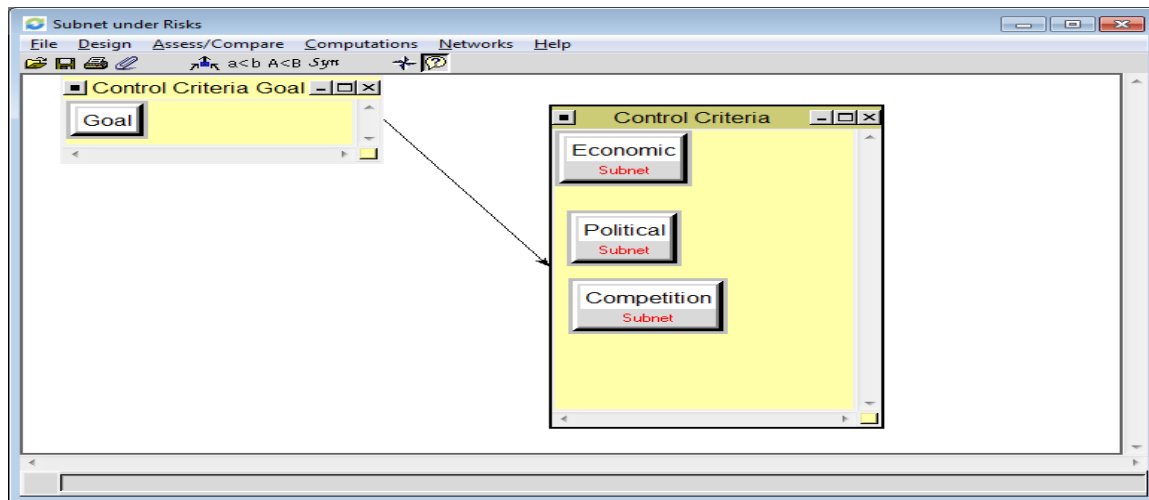 Subnet under Risks
File Design Assess/Compare Computations Networks Help
a<b A<B Syn
Control Criteria Goal
Goal
Control Criteria
Economic
Subnet
Political
Subnet
Competition
Subnet